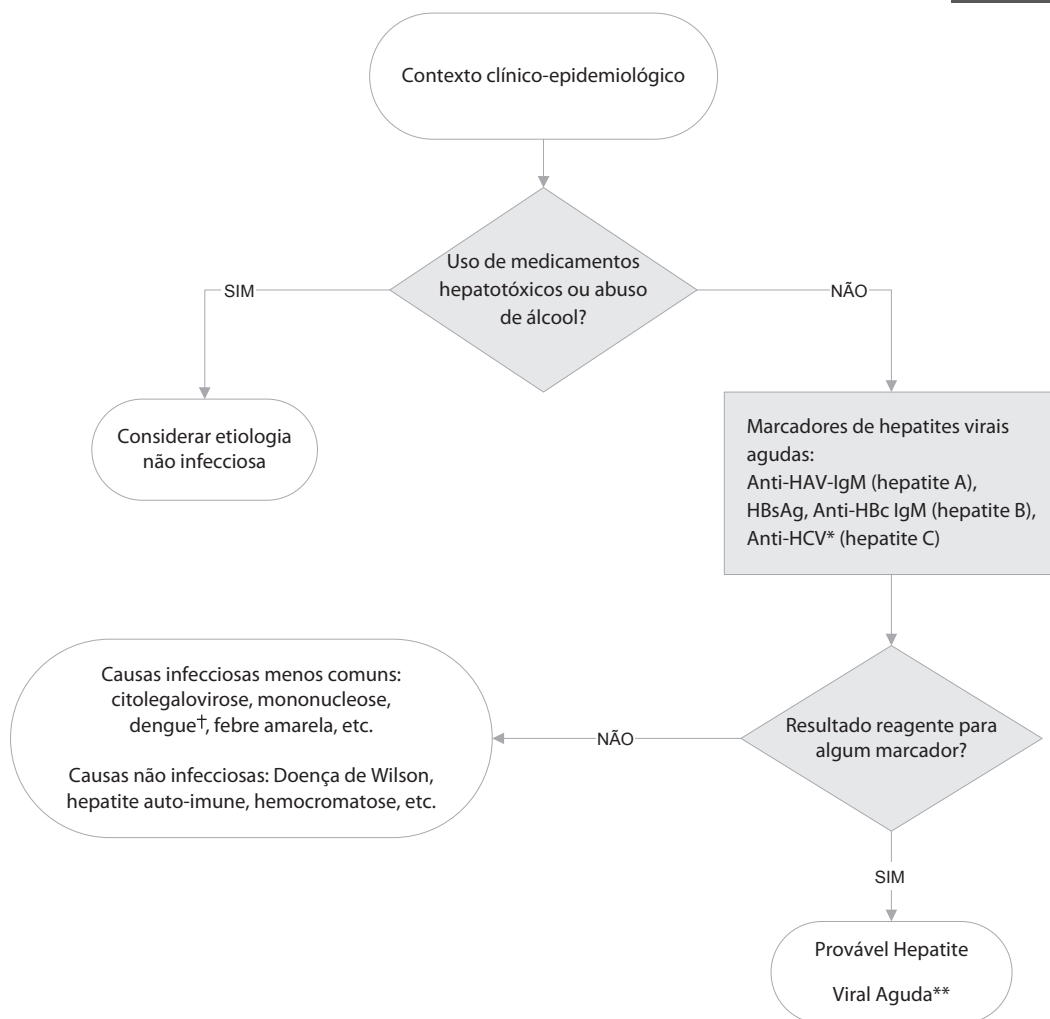 Contexto clínico-epidemiológico
Uso de medicamentos
hepatotóxicos ou abuso
de álcool?
SIM
NÃO
Considerar etiologia
não infecciosa
Marcadores de hepatites virais
agudas:
Anti-HAV-IgM (hepatite A),
HBsAg, Anti-HBc IgM (hepatite B),
Anti-HCV* (hepatite C)
Causas infecciosas menos comuns:
citolegalovirose, mononucleose,
dengue†, febre amarela, etc.
Causas não infecciosas: Doença de Wilson,
hepatite auto-imune, hemocromatose, etc.
NÃO
Resultado reagente para
algum marcador?
SIM
Provável Hepatite
Viral Aguda**